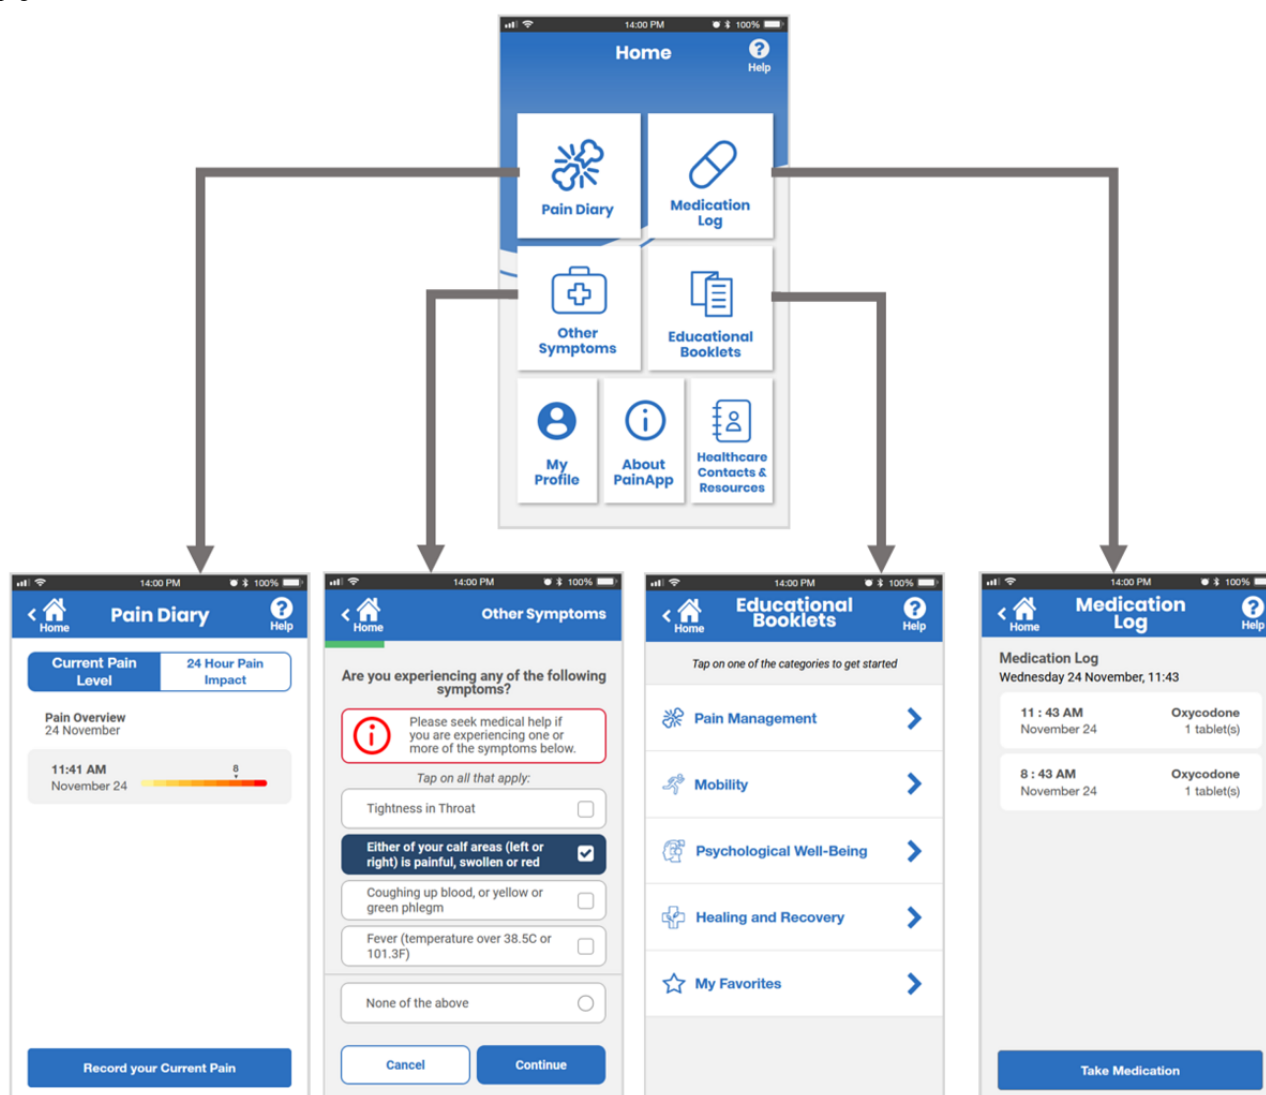 14:00 PM 100%
Home
Help
Pain Diary
Medication
Log
Other
Symptoms
Educational
Booklets
My
Profile
About
PainApp
Healthcare
Contacts &
Resources
14:00 PM 100%
Home
Pain Diary
Help
Current Pain
Level
24 Hour Pain
Impact
Pain Overview
24 November
11:41 AM
November 24
8
Record your Current Pain
14:00 PM 100%
Home
Other Symptoms
Are you experiencing any of the following
symptoms?
Please seek medical help if
you are experiencing one or
more of the symptoms below.
Tap on all that apply:
Tightness in Throat
Either of your calf areas (left or
right) is painful, swollen or red
Coughing up blood, or yellow or
green phlegm
Fever (temperature over 38.5C or
101.3F)
None of the above
Cancel
Continue
14:00 PM 100%
Home
Educational
Booklets
Help
Tap on one of the categories to get started
Pain Management
Mobility
Psychological Well-Being
Healing and Recovery
My Favorites
14:00 PM 100%
Home
Medication
Log
Help
Medication Log
Wednesday 24 November, 11:43
11 : 43 AM Oxycodone
November 24 1 tablet(s)
8 : 43 AM Oxycodone
November 24 1 tablet(s)
Take Medication